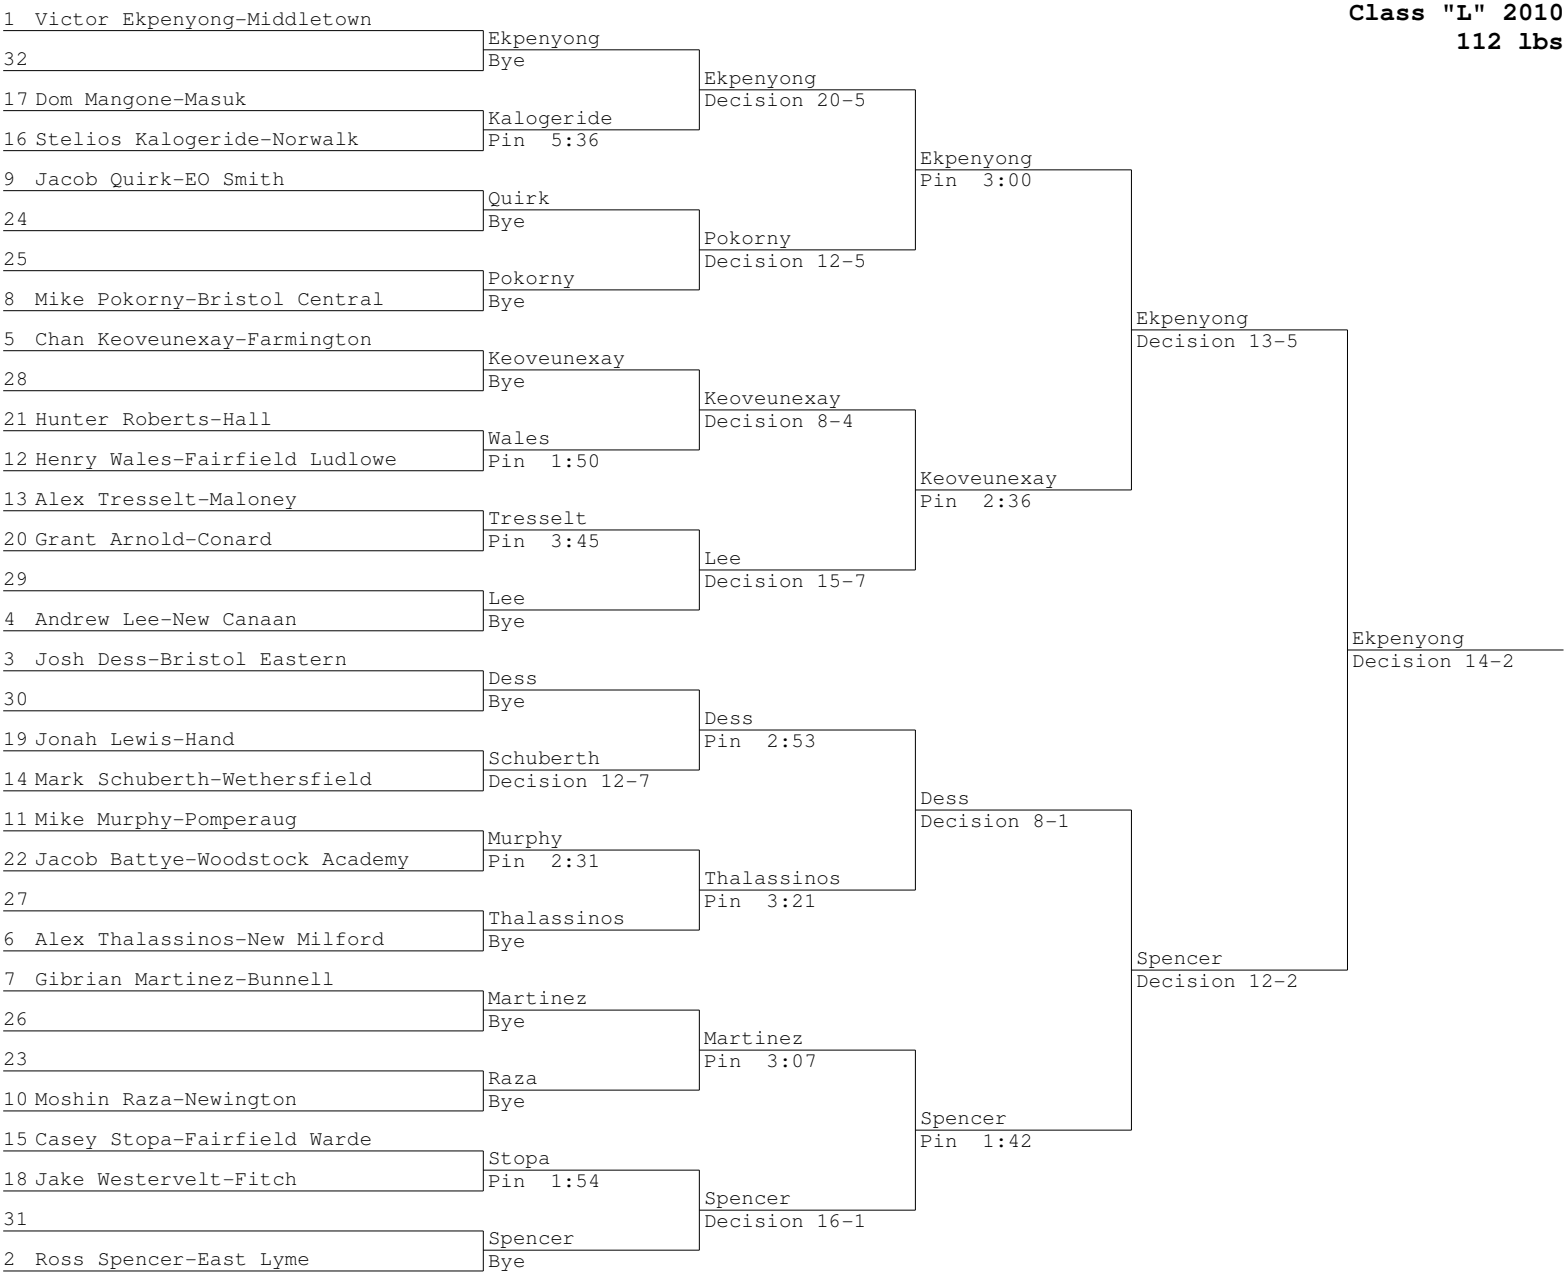 Class "L" 2010
112 lbs
1 Victor Ekpenyong-Middletown
32
17 Dom Mangone-Masuk
16 Stelios Kalogeride-Norwalk
9 Jacob Quirk-EO Smith
24
25
8 Mike Pokorny-Bristol Central
5 Chan Keoveunexay-Farmington
28
21 Hunter Roberts-Hall
12 Henry Wales-Fairfield Ludlowe
13 Alex Tresselt-Maloney
20 Grant Arnold-Conard
29
4 Andrew Lee-New Canaan
3 Josh Dess-Bristol Eastern
30
19 Jonah Lewis-Hand
14 Mark Schuberth-Wethersfield
11 Mike Murphy-Pomperaug
22 Jacob Battye-Woodstock Academy
27
6 Alex Thalassinos-New Milford
7 Gibrian Martinez-Bunnell
26
23
10 Moshin Raza-Newington
15 Casey Stopa-Fairfield Warde
18 Jake Westervelt-Fitch
31
2 Ross Spencer-East Lyme
Ekpenyong
Bye
Kalogeride
Pin 5:36
Quirk
Bye
Pokorny
Bye
Keoveunexay
Bye
Wales
Pin 1:50
Tresselt
Pin 3:45
Lee
Bye
Dess
Bye
Schuberth
Decision 12-7
Murphy
Pin 2:31
Thalassinos
Bye
Martinez
Bye
Raza
Bye
Stopa
Pin 1:54
Spencer
Bye
Ekpenyong
Decision 20-5
Pokorny
Decision 12-5
Keoveunexay
Decision 8-4
Lee
Decision 15-7
Dess
Pin 2:53
Thalassinos
Pin 3:21
Martinez
Pin 3:07
Spencer
Decision 16-1
Ekpenyong
Pin 3:00
Keoveunexay
Pin 2:36
Dess
Decision 8-1
Spencer
Pin 1:42
Ekpenyong
Decision 13-5
Spencer
Decision 12-2
Ekpenyong
Decision 14-2